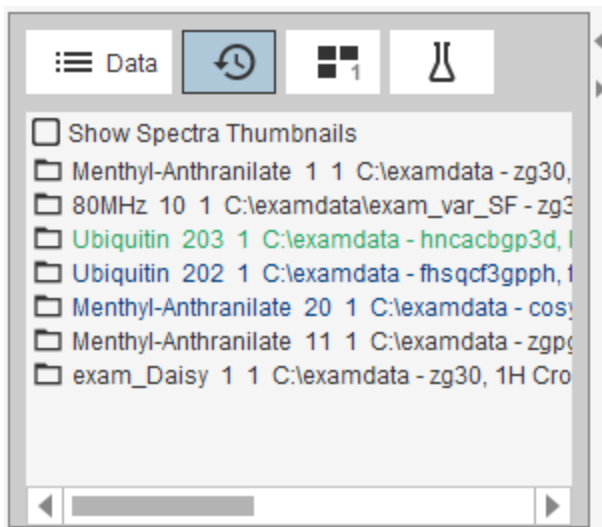 Data
1
Show Spectra Thumbnails
Menthyl-Anthranilate 1 1 C:\examdata - zg30,
80MHz 10 1 C:\examdata\exam_var_SF - zg3
Ubiquitin 203 1 C:\examdata - hncacbgp3d,
Ubiquitin 202 1 C:\examdata - fhsqcf3gpph,
Menthyl-Anthranilate 20 1 C:\examdata - cosy
Menthyl-Anthranilate 11 1 C:\examdata - zgpg
exam_Daisy 1 1 C:\examdata - zg30, 1H Cro